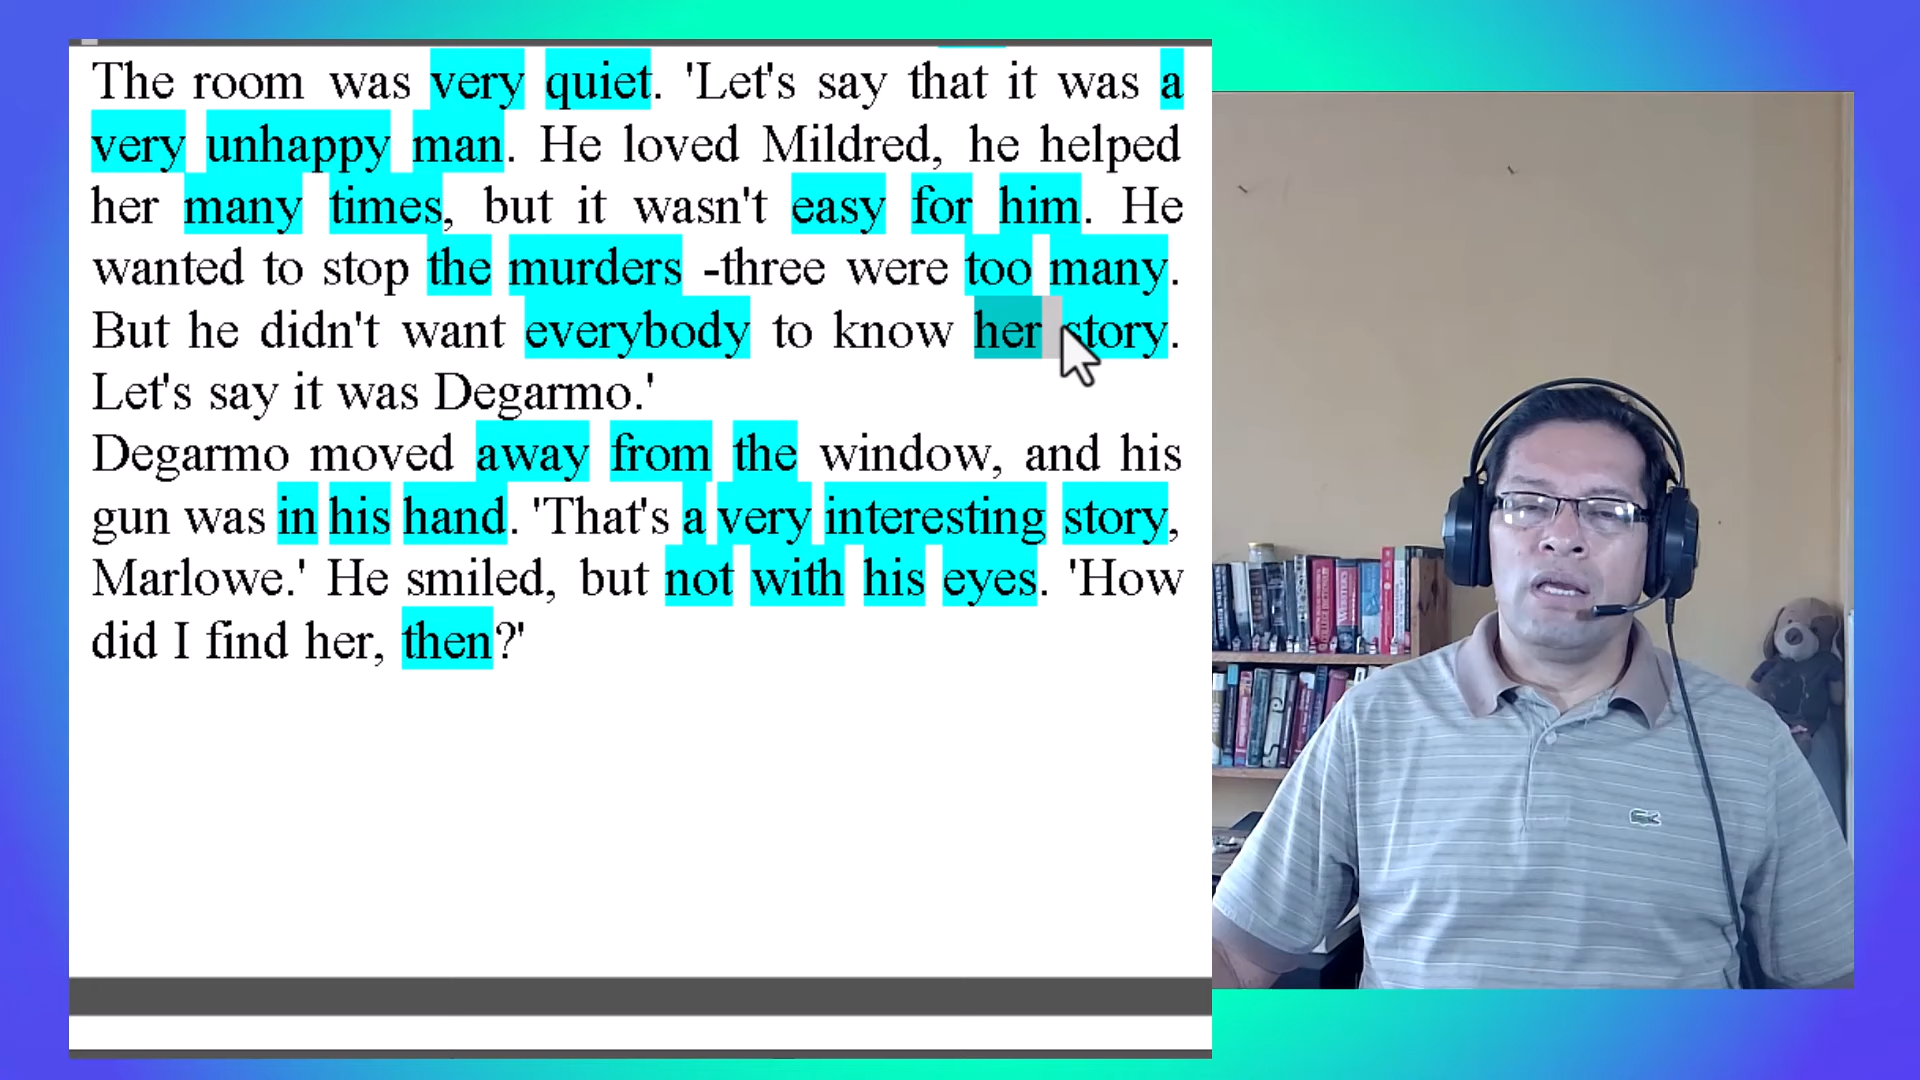 The room was very quiet. 'Let's say that it was a
very unhappy man. He loved Mildred, he helped
her many times, but it wasn't easy for him. He
wanted to stop the murders -three were too many.
But he didn't want everybody to know her story.
Let's say it was Degarmo.'
Degarmo moved away from the window, and his
gun was in his hand. 'That's a very interesting story,
Marlowe.' He smiled, but not with his eyes. 'How
did I find her, then?'